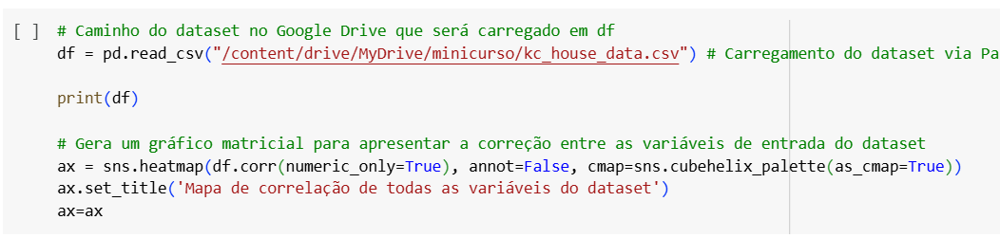 [ ] # Caminho do dataset no Google Drive que será carregado em df
df = pd.read_csv("/content/drive/MyDrive/minicurso/kc_house_data.csv") # Carregamento do dataset via Pa
print(df)
# Gera um gráfico matricial para apresentar a correção entre as variáveis de entrada do dataset
ax = sns.heatmap(df.corr(numeric_only=True), annot=False, cmap=sns.cubehelix_palette(as_cmap=True))
ax.set_title('Mapa de correlação de todas as variáveis do dataset')
ax=ax